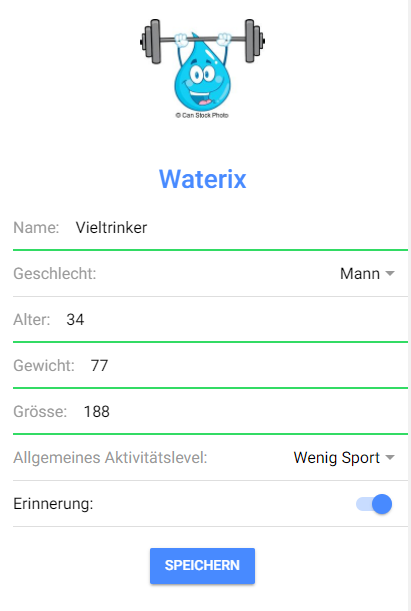 © Can Stock Photo
Waterix
Name: Vieltrinker
Geschlecht: Mann
Alter: 34
Gewicht: 77
Grösse: 188
Allgemeines Aktivitätslevel: Wenig Sport
Erinnerung:
SPEICHERN